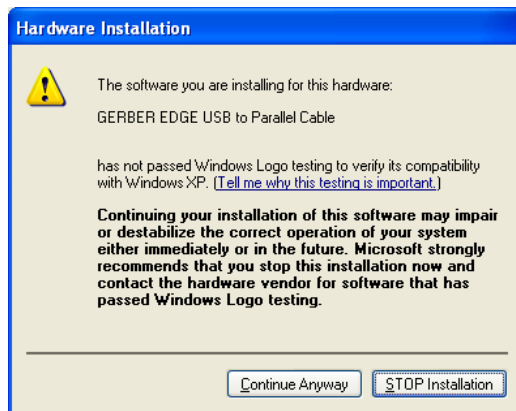 Hardware Installation
The software you are installing for this hardware:
GERBER EDGE USB to Parallel Cable
has not passed Windows Logo testing to verify its compatibility
with Windows XP. (Tell me why this testing is important.)
Continuing your installation of this software may impair
or destabilize the correct operation of your system
either immediately or in the future. Microsoft strongly
recommends that you stop this installation now and
contact the hardware vendor for software that has
passed Windows Logo testing.
Continue Anyway
STOP Installation